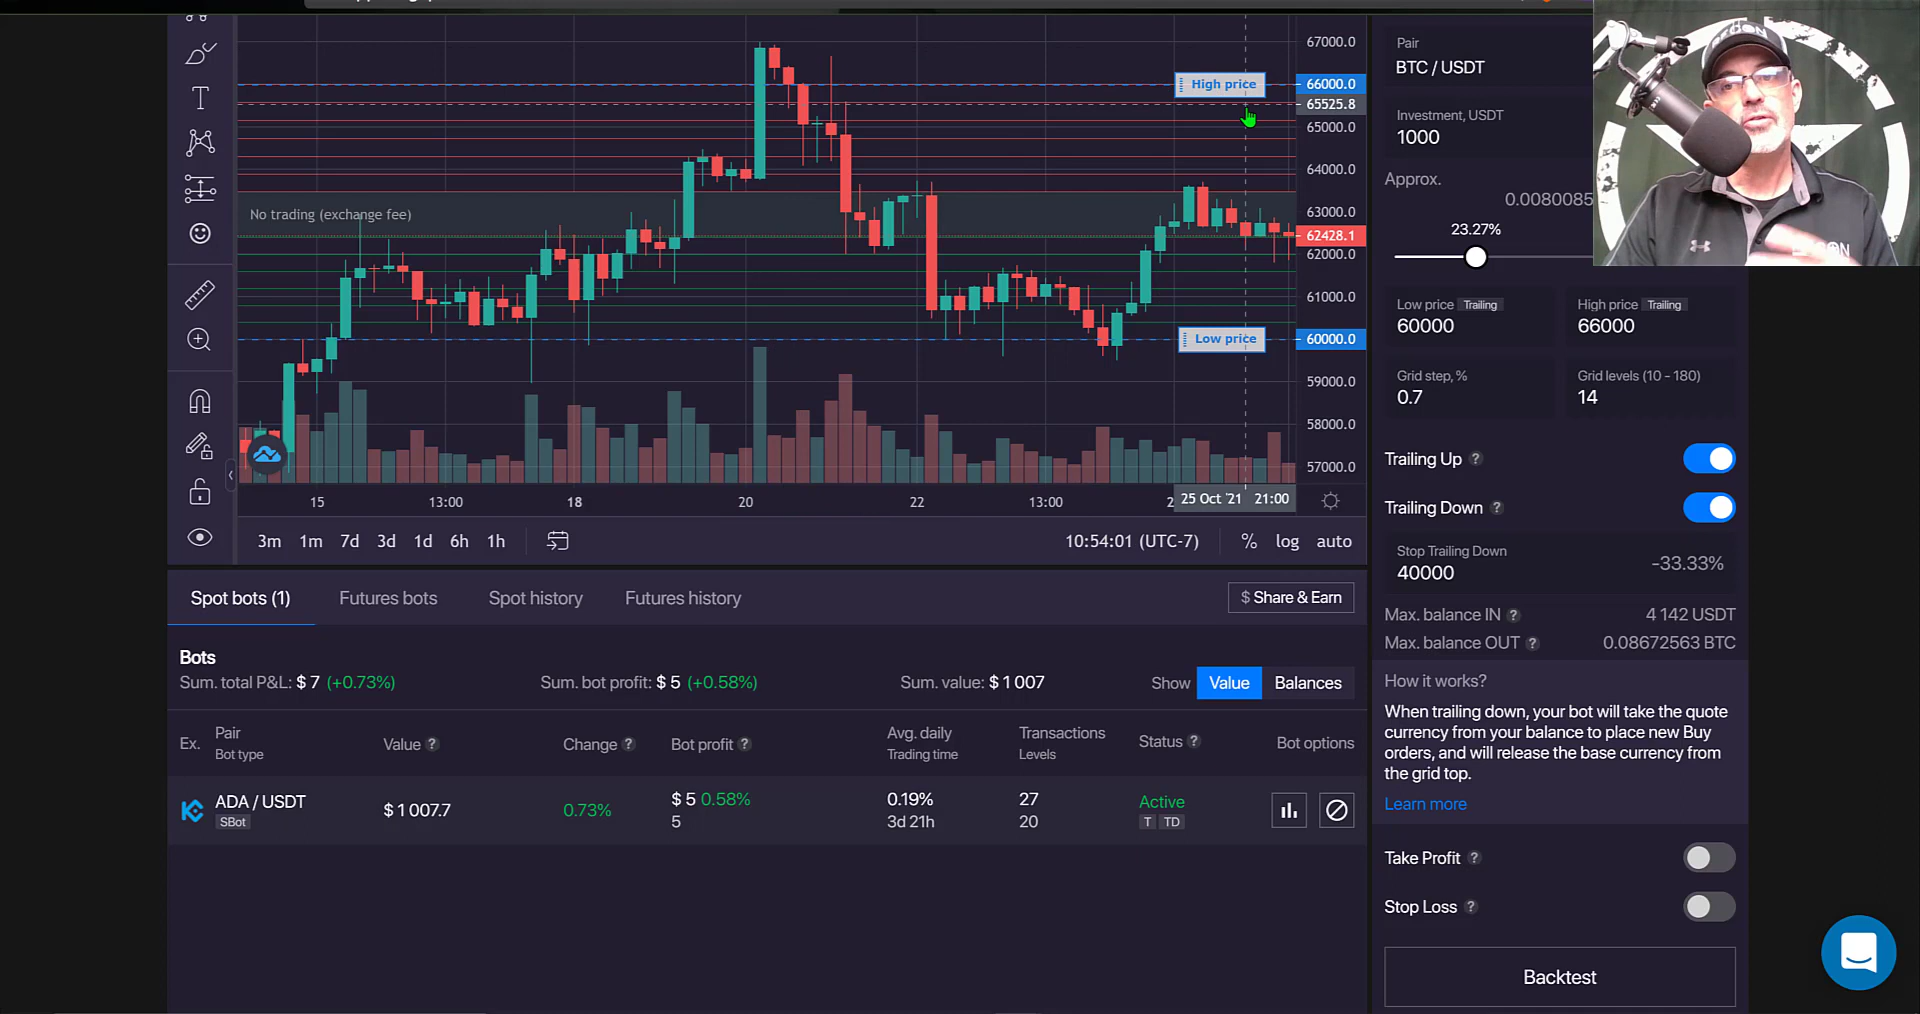 67000.0
High price
66000.0
65525.8
65000.0
64000.0
63000.0
No trading (exchange fee)
62428.1
62000.0
61000.0
Low price
60000.0
59000.0
58000.0
57000.0
15
13:00
18
20
22
13:00
25 Oct '21 21:00
3m 1m 7d 3d 1d 6h 1h
10:54:01 (UTC-7)
% log auto
Pair
BTC / USDT
Investment, USDT
1000
Approx.
0.0080085
23.27%
Low price Trailing
60000
High price Trailing
66000
Grid step, %
0.7
Grid levels (10 - 180)
14
Trailing Up ?
Trailing Down ?
Stop Trailing Down
40000
-33.33%
Max. balance IN ? 4 142 USDT
Max. balance OUT ? 0.08672563 BTC
How it works?
When trailing down, your bot will take the quote
currency from your balance to place new Buy
orders, and will release the base currency from
the grid top.
Learn more
Take Profit ?
Stop Loss ?
Backtest
Spot bots (1) Futures bots Spot history Futures history
$ Share & Earn
Bots
Sum. total P&L: $ 7 (+0.73%) Sum. bot profit: $ 5 (+0.58%) Sum. value: $ 1 007
Show Value Balances
Ex.
Pair
Bot type
Value ?
Change ?
Bot profit ?
Avg. daily
Trading time
Transactions
Levels
Status ?
Bot options
ADA / USDT
SBot
$ 1 007.7
0.73%
$ 5 0.58%
5
0.19%
3d 21h
27
20
Active
T TD